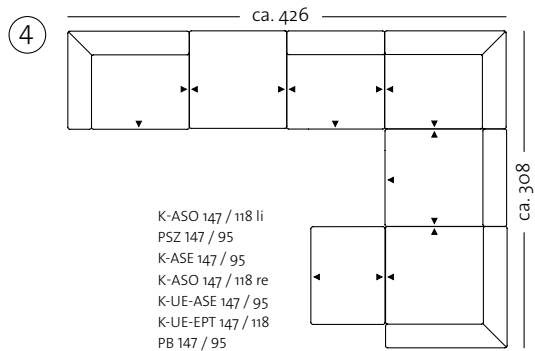 ca. 426
4
ca. 308
K-ASO 147 / 118 li
PSZ 147 / 95
K-ASE 147 / 95
K-ASO 147 / 118 re
K-UE-ASE 147 / 95
K-UE-EPT 147 / 118
PB 147 / 95